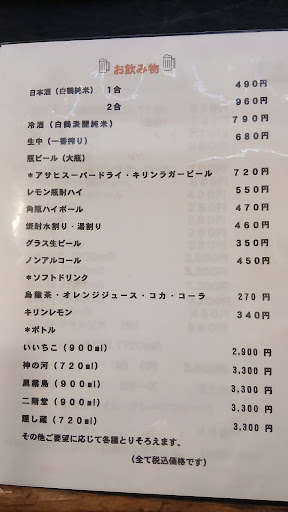 お飲み物
日本酒（白鶴純米） 1合 490円
2合 960円
冷酒（白鶴淡麗純米） 790円
生中（一番搾り） 680円
瓶ビール（大瓶）
＊アサヒスーパードライ・キリンラガービール 720円
レモン瓶酎ハイ 550円
角瓶ハイボール 470円
焼酎水割り・湯割り 460円
グラス生ビール 350円
ノンアルコール 450円
＊ソフトドリンク
烏龍茶・オレンジジュース・コカ・コーラ 270円
キリンレモン 340円
＊ボトル
いいちこ（900ml） 2,900円
神の河（720ml） 3,300円
黒霧島（900ml） 3,300円
二階堂（900ml） 3,300円
隠し蔵（720ml） 3,300円
その他ご要望に応じて各種とりそろえます。
（全て税込価格です）